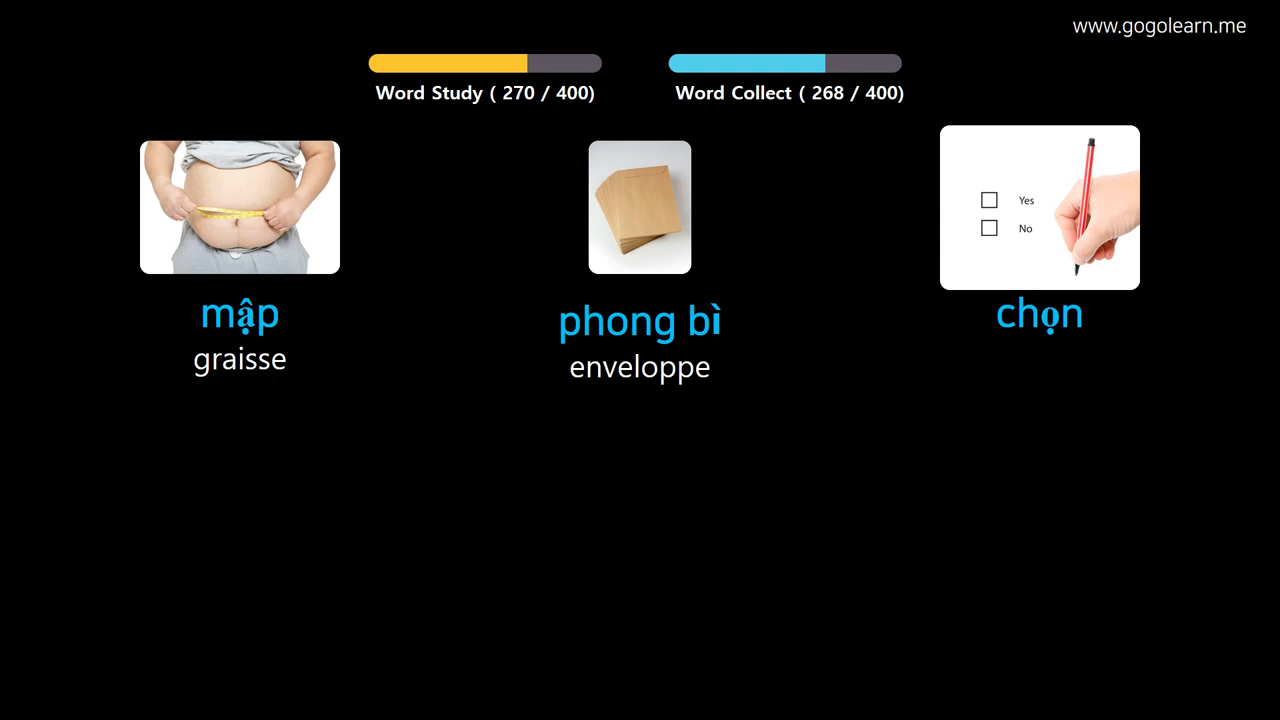 www.gogolearn.me
Word Study ( 270 / 400)
Word Collect ( 268 / 400)
Yes
No
mập
graisse
phong bì
enveloppe
chọn